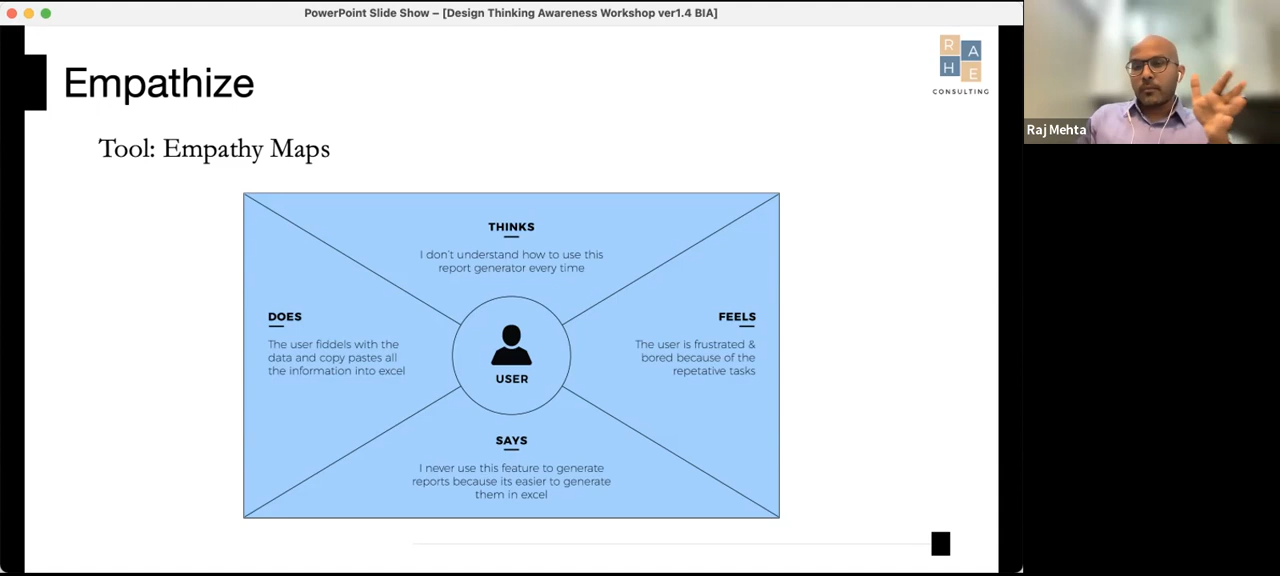 PowerPoint Slide Show – [Design Thinking Awareness Workshop ver1.4 BIA]
Empathize
R
A
H
E
CONSULTING
Raj Mehta
Tool: Empathy Maps
THINKS
I don't understand how to use this
report generator every time
DOES
The user fiddels with the
data and copy pastes all
the information into excel
FEELS
The user is frustrated &
bored because of the
repetative tasks
USER
SAYS
I never use this feature to generate
reports because its easier to generate
them in excel